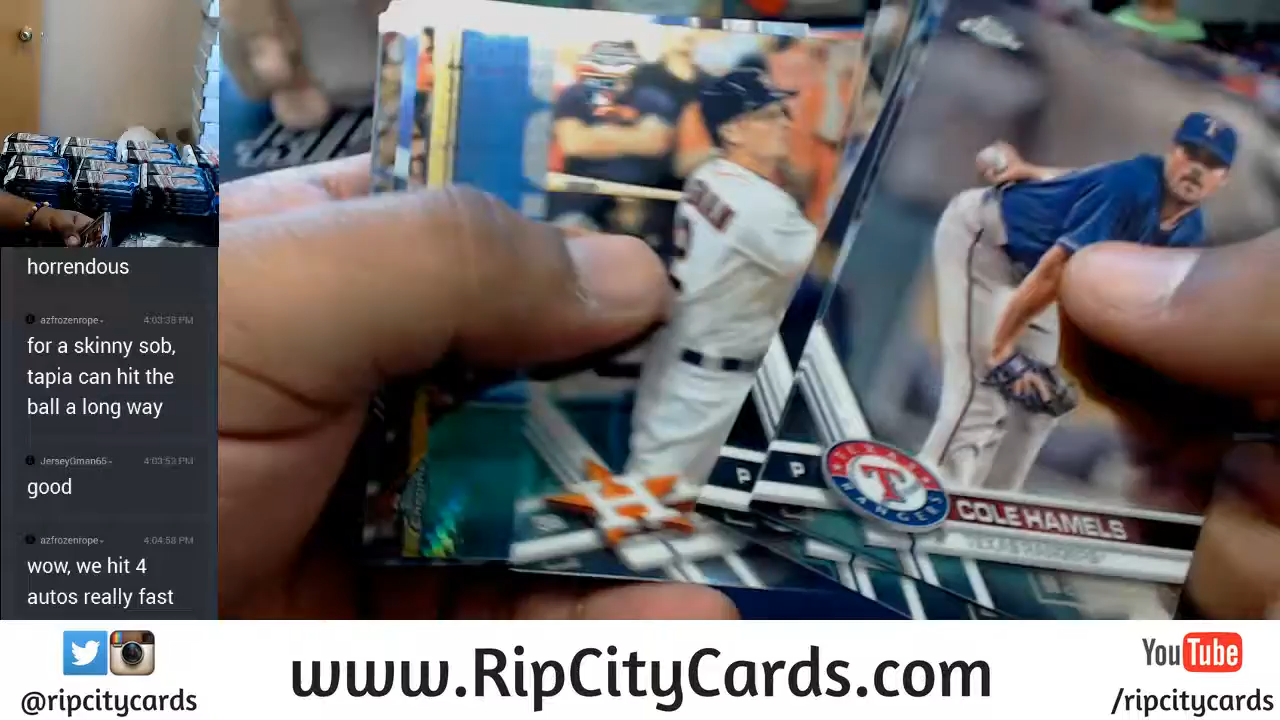 horrendous
azfrozenrope- 4:03:38 PM
for a skinny sob,
tapia can hit the
ball a long way
JerseyGman65- 4:03:53 PM
good
azfrozenrope- 4:04:58 PM
wow, we hit 4
autos really fast
P
P
TEXAS
T
RANGERS
H
COLE HAMELS
TEXAS RANGERS
@ripcitycards
www.RipCityCards.com
YouTube
/ripcitycards